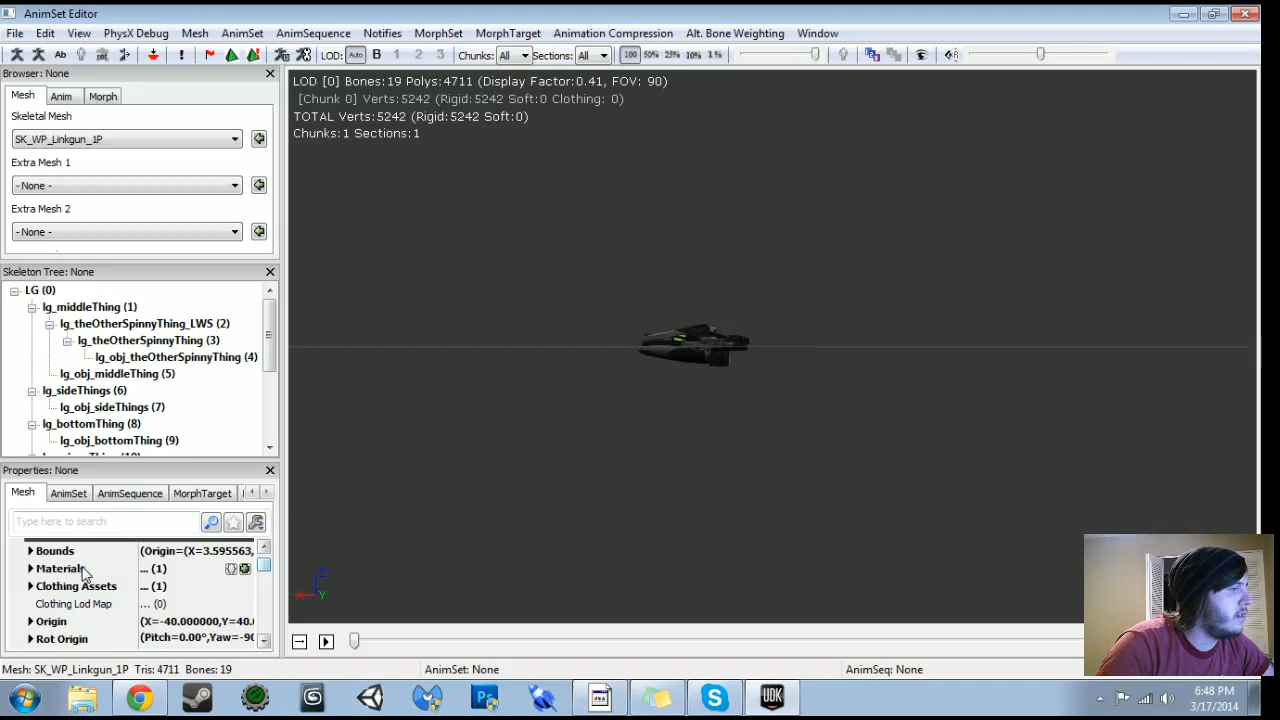 AnimSet Editor
File Edit View PhysX Debug Mesh AnimSet AnimSequence Notifies MorphSet MorphTarget Animation Compression Alt. Bone Weighting Window
Ab ! LOD: Auto B 1 2 3 Chunks: All Sections: All 100 50% 25% 10% 1%
Browser: None
Mesh Anim Morph
Skeletal Mesh
SK_WP_Linkgun_1P
Extra Mesh 1
- None -
Extra Mesh 2
- None -
LOD [0] Bones:19 Polys:4711 (Display Factor:0.41, FOV: 90)
[Chunk 0] Verts:5242 (Rigid:5242 Soft:0 Clothing: 0)
TOTAL Verts:5242 (Rigid:5242 Soft:0)
Chunks:1 Sections:1
Skeleton Tree: None
LG (0)
lg_middleThing (1)
lg_theOtherSpinnyThing_LWS (2)
lg_theOtherSpinnyThing (3)
lg_obj_theOtherSpinnyThing (4)
lg_obj_middleThing (5)
lg_sideThings (6)
lg_obj_sideThings (7)
lg_bottomThing (8)
lg_obj_bottomThing (9)
Properties: None
Mesh AnimSet AnimSequence MorphTarget
Type here to search
Bounds (Origin=(X=3.595563,
Materials ... (1)
Clothing Assets ... (1)
Clothing Lod Map ... (0)
Origin (X=-40.000000,Y=40.0
Rot Origin (Pitch=0.00°,Yaw=-90
Z
X Y
Mesh: SK_WP_Linkgun_1P Tris: 4711 Bones: 19 AnimSet: None AnimSeq: None
Ps S UDK
6:48 PM
3/17/2014